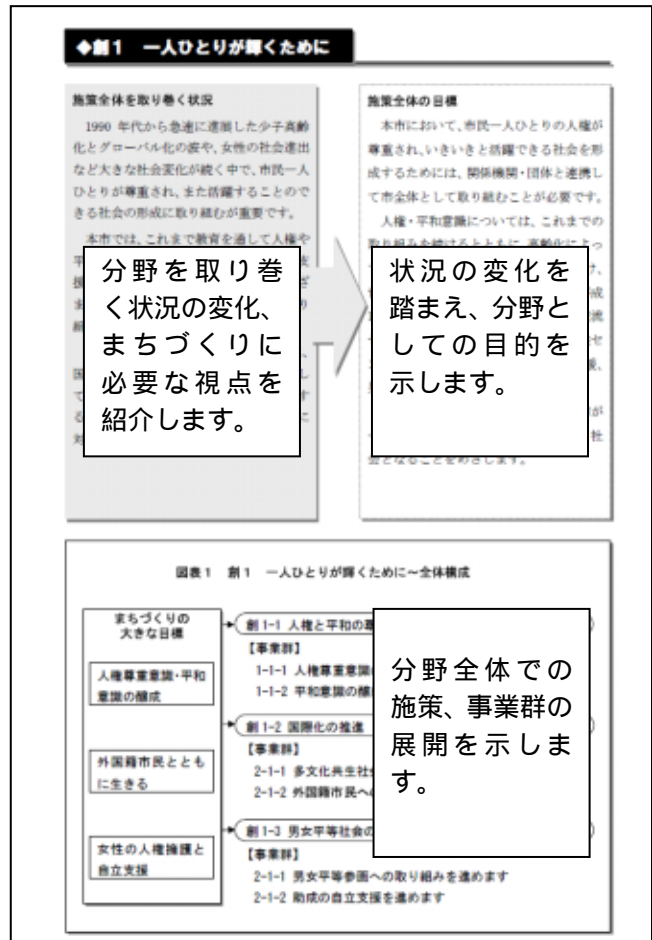 ◆創1　一人ひとりが輝くために
施策全体を取り巻く状況
1990 年代から急速に進展した少子高齢
化とグローバル化の波や、女性の社会進出
など大きな社会変化が続く中で、市民一人
ひとりが尊重され、また活躍することので
きる社会の形成に取り組むが重要です。
本市では、これまで教育を通して人権や
分野を取り巻
く状況の変化、
まちづくりに
必要な視点を
紹介します。
施策全体の目標
本市において、市民一人ひとりの人権が
尊重され、いきいきと活躍できる社会を形
成するためには、関係機関・団体と連携し
て市全体として取り組むことが必要です。
人権・平和意識については、これまでの
取り組みを続けるとともに、高齢化によっ
状況の変化を
踏まえ、分野と
しての目的を
示します。
会となることをめざします。
図表1　創1　一人ひとりが輝くために～全体構成
まちづくりの
大きな目標
人権尊重意識・平和
意識の醸成
外国籍市民ととも
に生きる
女性の人権擁護と
自立支援
創1-1 人権と平和の
【事業群】
1-1-1 人権尊重意識
1-1-2 平和意識の醸
創1-2 国際化の推進
【事業群】
2-1-1 多文化共生社
2-1-2 外国籍市民へ
創1-3 男女平等社会の
【事業群】
2-1-1 男女平等参画への取り組みを進めます
2-1-2 助成の自立支援を進めます
分野全体での
施策、事業群の
展開を示しま
す。